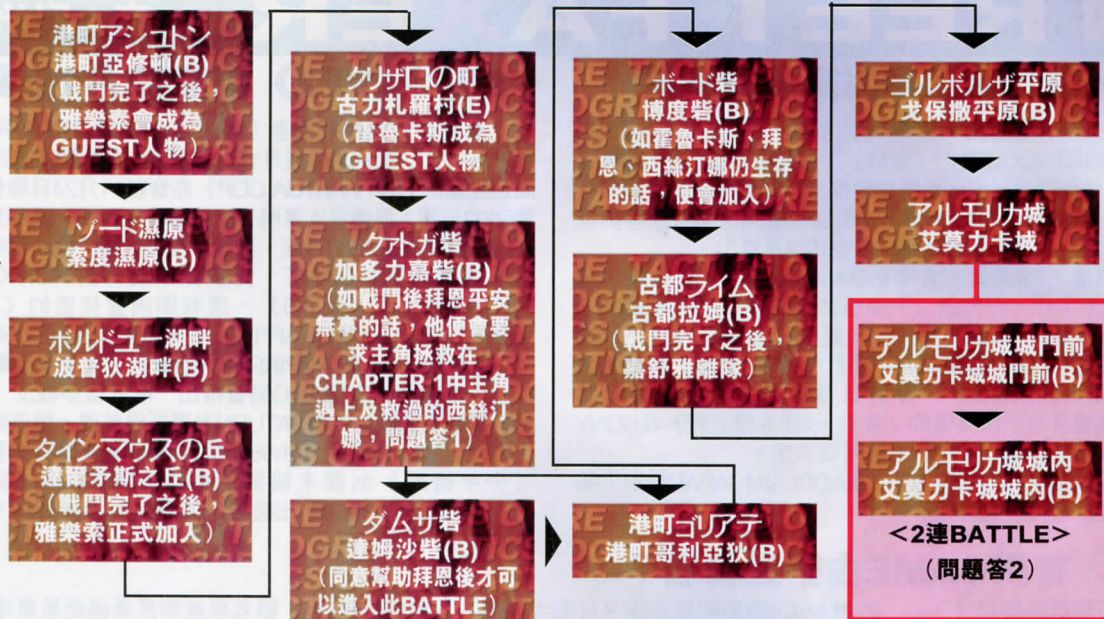 港町アシュトン
港町亞修頓(B)
(戰鬥完了之後，
雅樂素會成為
GUEST人物)
ゾード濕原
索度濕原(B)
ボルドュー湖畔
波普狄湖畔(B)
タインマウスの丘
達爾矛斯之丘(B)
(戰鬥完了之後，
雅樂索正式加入)
クリザロの町
古力札羅村(E)
(雷魯卡斯成為
GUEST人物
クァトガ砦
加多力嘉砦(B)
(如戰鬥後拜恩平安
無事的話，他便會要
求主角拯救在
CHAPTER 1中主角
遇上及救過的西絲汀
娜，問題答1)
ダムサ砦
達姆沙砦(B)
(同意幫助拜恩後才可
以進入此BATTLE)
港町ゴリアテ
港町哥利亞狄(B)
ボード砦
博度砦(B)
(如霍魯卡斯、拜
恩、西絲汀娜仍生存
的話，便會加入)
古都ライム
古都拉姆(B)
(戰鬥完了之後，
嘉舒雅離隊)
ゴルボルザ平原
戈保撒平原(B)
アルモリカ城
艾莫力卡城
アルモリカ城城門前
艾莫力卡城城門前(B)
アルモリカ城城內
艾莫力卡城城內(B)
<2連BATTLE>
(問題答2)